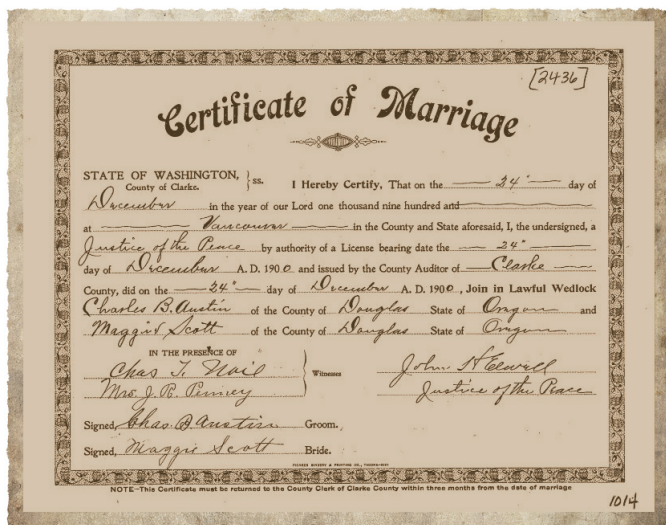 [2436]
Certificate of Marriage
STATE OF WASHINGTON, } ss.
County of Clarke.
I Hereby Certify, That on the 24" day of
December in the year of our Lord one thousand nine hundred and
at Vancouver in the County and State aforesaid, I, the undersigned, a
Justice of the Peace by authority of a License bearing date the 24"
day of December A. D. 1900 and issued by the County Auditor of Clarke
County, did on the 24" day of December A. D. 1900, Join in Lawful Wedlock
Charles B. Austin of the County of Douglas State of Oregon and
Maggie Scott of the County of Douglas State of Oregon
IN THE PRESENCE OF
Chas T. } Witnesses John H Elwell
Mrs. J. R. Justice of the Peace
Signed, Chas B Austin Groom.
Signed, Maggie Scott Bride.
PIONEER BINDERY & PRINTING CO., TACOMA
NOTE-This Certificate must be returned to the County Clerk of Clarke County within three months from the date of marriage
1014